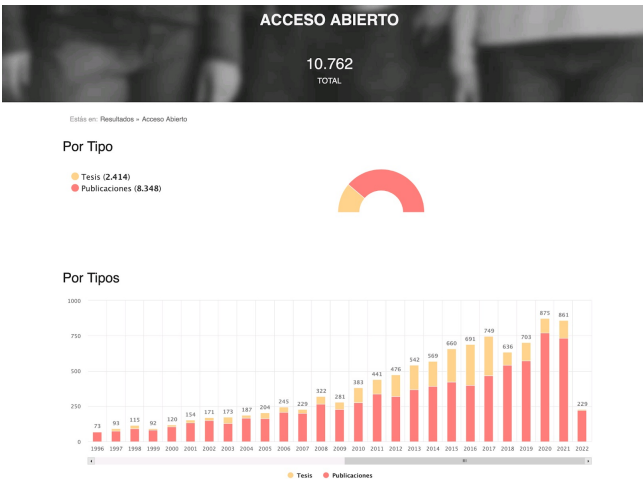 ACCESO ABIERTO
10.762
TOTAL
Estás en: Resultados » Acceso Abierto
Por Tipo
Tesis (2.414)
Publicaciones (8.348)
Por Tipos
1000
750
500
250
0
73 93 115 92 120 154 171 173 187 204 245 229 322 281 383 441 476 542 569 660 691 749 636 703 875 861 229
1996 1997 1998 1999 2000 2001 2002 2003 2004 2005 2006 2007 2008 2009 2010 2011 2012 2013 2014 2015 2016 2017 2018 2019 2020 2021 2022
Tesis Publicaciones